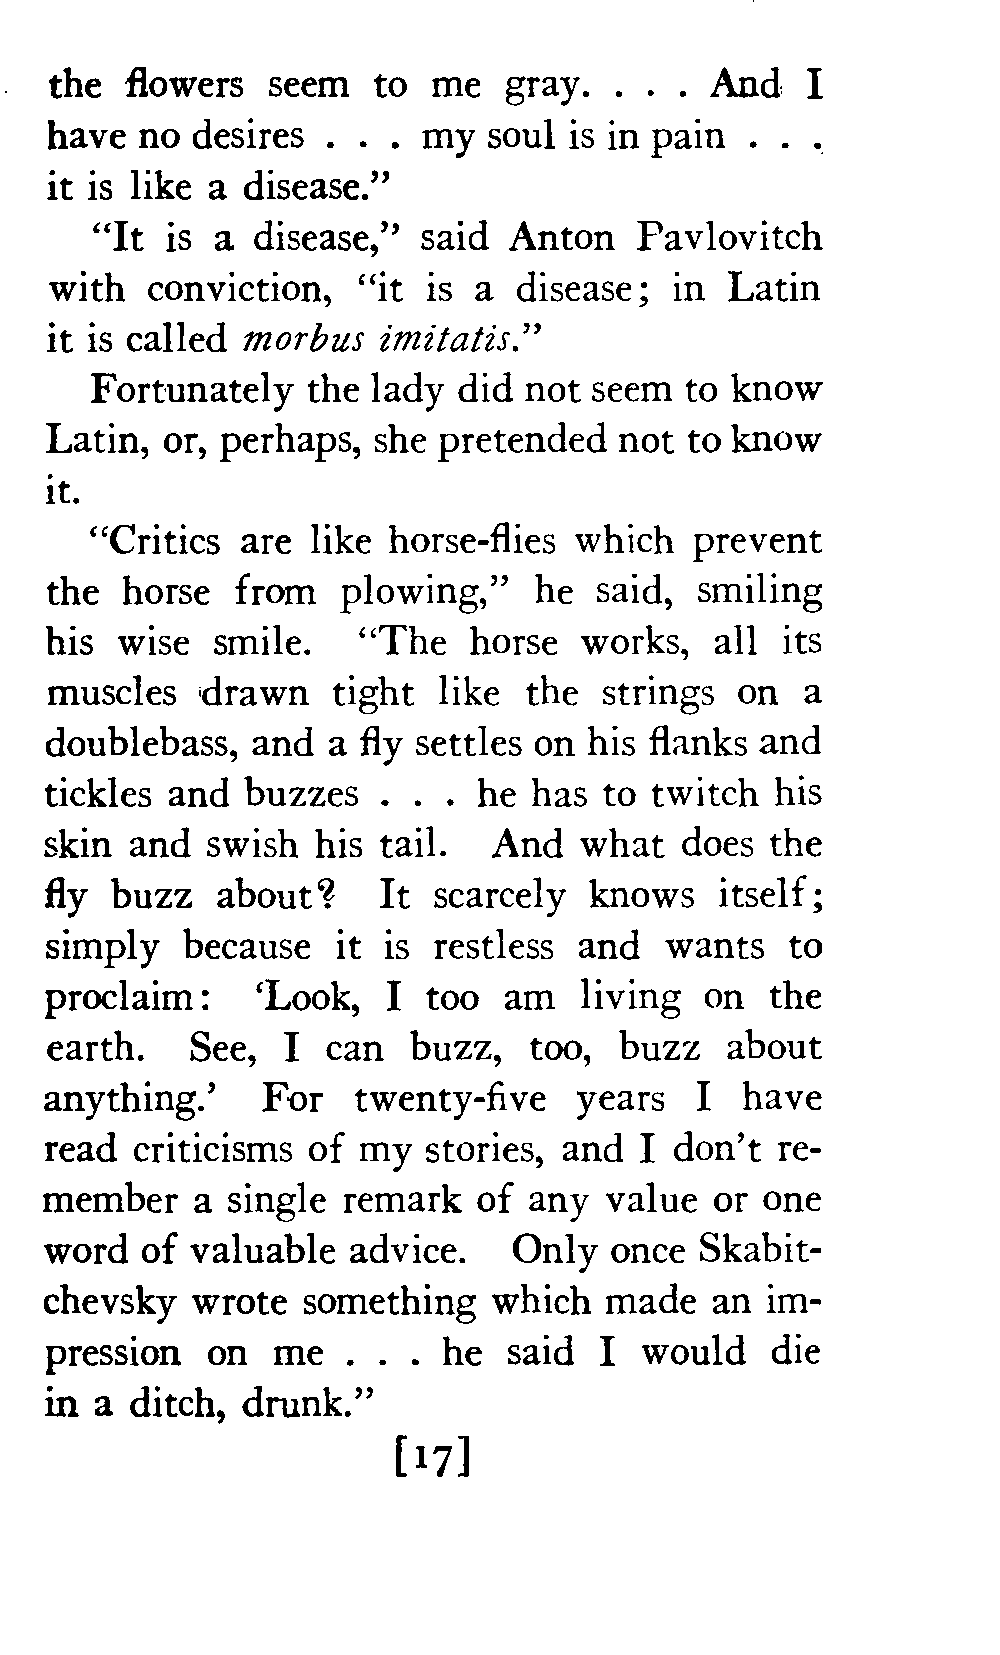 the flowers seem to me gray. . . . And I
have no desires . . . my soul is in pain . . .
it is like a disease.”
“It is a disease,” said Anton Pavlovitch
with conviction, “it is a disease; in Latin
it is called morbus imitatis.”
Fortunately the lady did not seem to know
Latin, or, perhaps, she pretended not to know
it.
“Critics are like horse-flies which prevent
the horse from plowing,” he said, smiling
his wise smile. “The horse works, all its
muscles drawn tight like the strings on a
doublebass, and a fly settles on his flanks and
tickles and buzzes . . . he has to twitch his
skin and swish his tail. And what does the
fly buzz about? It scarcely knows itself;
simply because it is restless and wants to
proclaim: ‘Look, I too am living on the
earth. See, I can buzz, too, buzz about
anything.’ For twenty-five years I have
read criticisms of my stories, and I don’t re-
member a single remark of any value or one
word of valuable advice. Only once Skabit-
chevsky wrote something which made an im-
pression on me . . . he said I would die
in a ditch, drunk.”
[17]